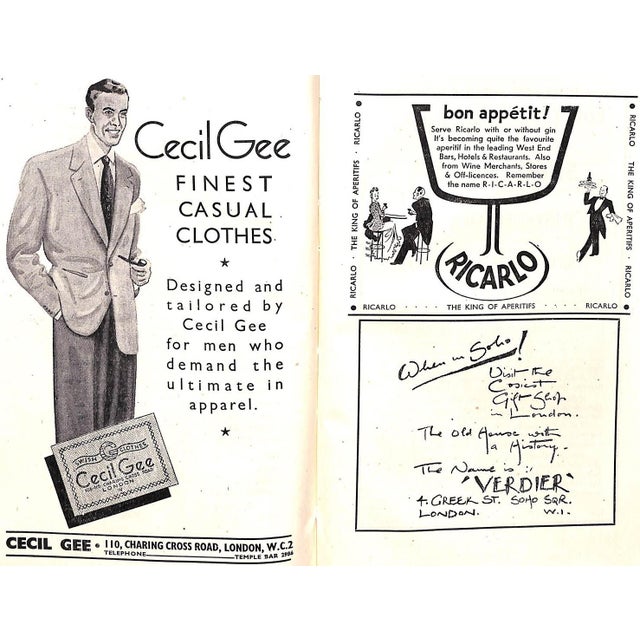 Cecil Gee
FINEST
CASUAL
CLOTHES
Designed and
tailored by
Cecil Gee
for men who
demand the
ultimate in
apparel.
SWISH CLOTHES
Cecil Gee
CHARING CROSS ROAD
LONDON
CECIL GEE • 110, CHARING CROSS ROAD, LONDON, W.C.2
TELEPHONE TEMPLE BAR
bon appétit!
Serve Ricarlo with or without gin
It's becoming quite the favourite
aperitif in the leading West End
Bars, Hotels & Restaurants. Also
from Wine Merchants, Stores
& Off-licences. Remember
the name R-I-C-A-R-L-O
RICARLO
RICARLO · THE KING OF APERITIFS · RICARLO
RICARLO · THE KING OF APERITIFS · RICARLO
RICARLO · THE KING OF APERITIFS · RICARLO
When in Soho!
Visit the
Cosiest
Gift Shop
in London.
The Old House with
a History.
The Name is :
'VERDIER'
4. GREEK ST. SOHO SQR.
LONDON. W.1.